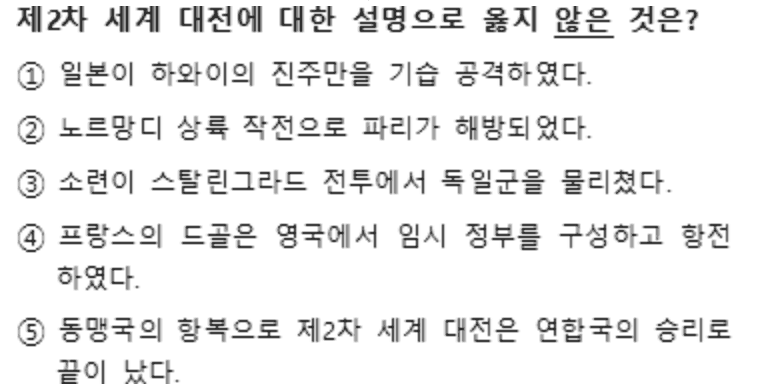 제2차 세계 대전에 대한 설명으로 옳지 않은 것은?
① 일본이 하와이의 진주만을 기습 공격하였다.
② 노르망디 상륙 작전으로 파리가 해방되었다.
③ 소련이 스탈린그라드 전투에서 독일군을 물리쳤다.
④ 프랑스의 드골은 영국에서 임시 정부를 구성하고 항전
하였다.
⑤ 동맹국의 항복으로 제2차 세계 대전은 연합국의 승리로
끝이 났다.